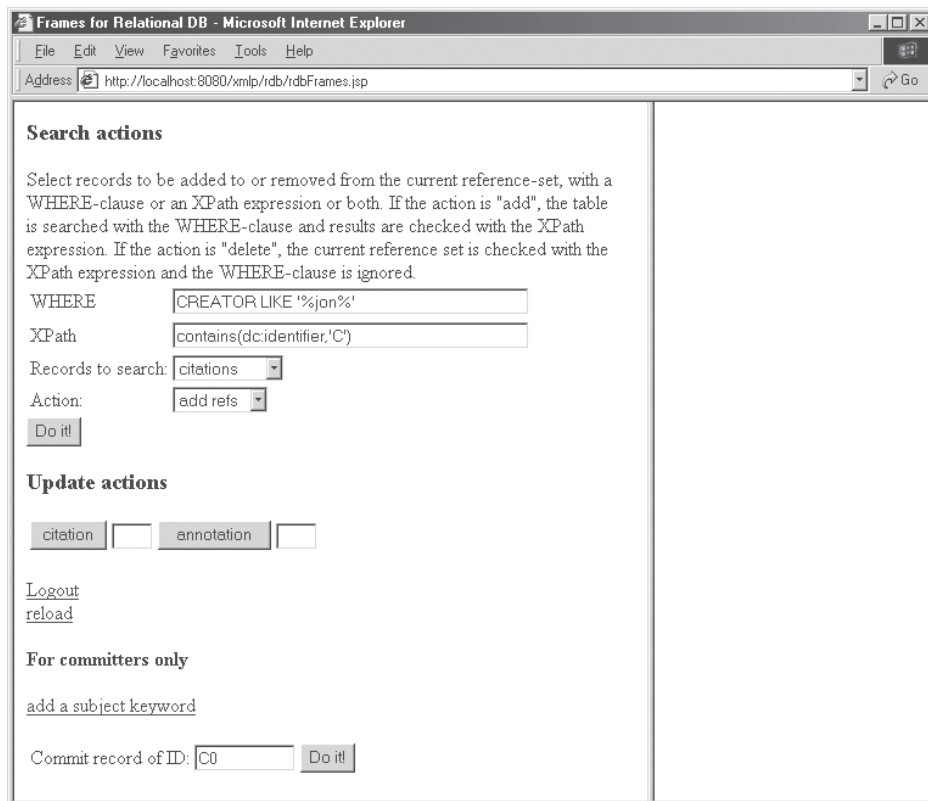 Frames for Relational DB - Microsoft Internet Explorer
File Edit View Favorites Tools Help
Address http://localhost:8080/xmlp/rdb/rdbFrames.jsp Go
Search actions
Select records to be added to or removed from the current reference-set, with a
WHERE-clause or an XPath expression or both. If the action is "add", the table
is searched with the WHERE-clause and results are checked with the XPath
expression. If the action is "delete", the current reference set is checked with the
XPath expression and the WHERE-clause is ignored.
WHERE CREATOR LIKE '%jon%'
XPath contains(dc:identifier,'C')
Records to search: citations
Action: add refs
Do it!
Update actions
citation annotation
Logout
reload
For committers only
add a subject keyword
Commit record of ID: C0 Do it!